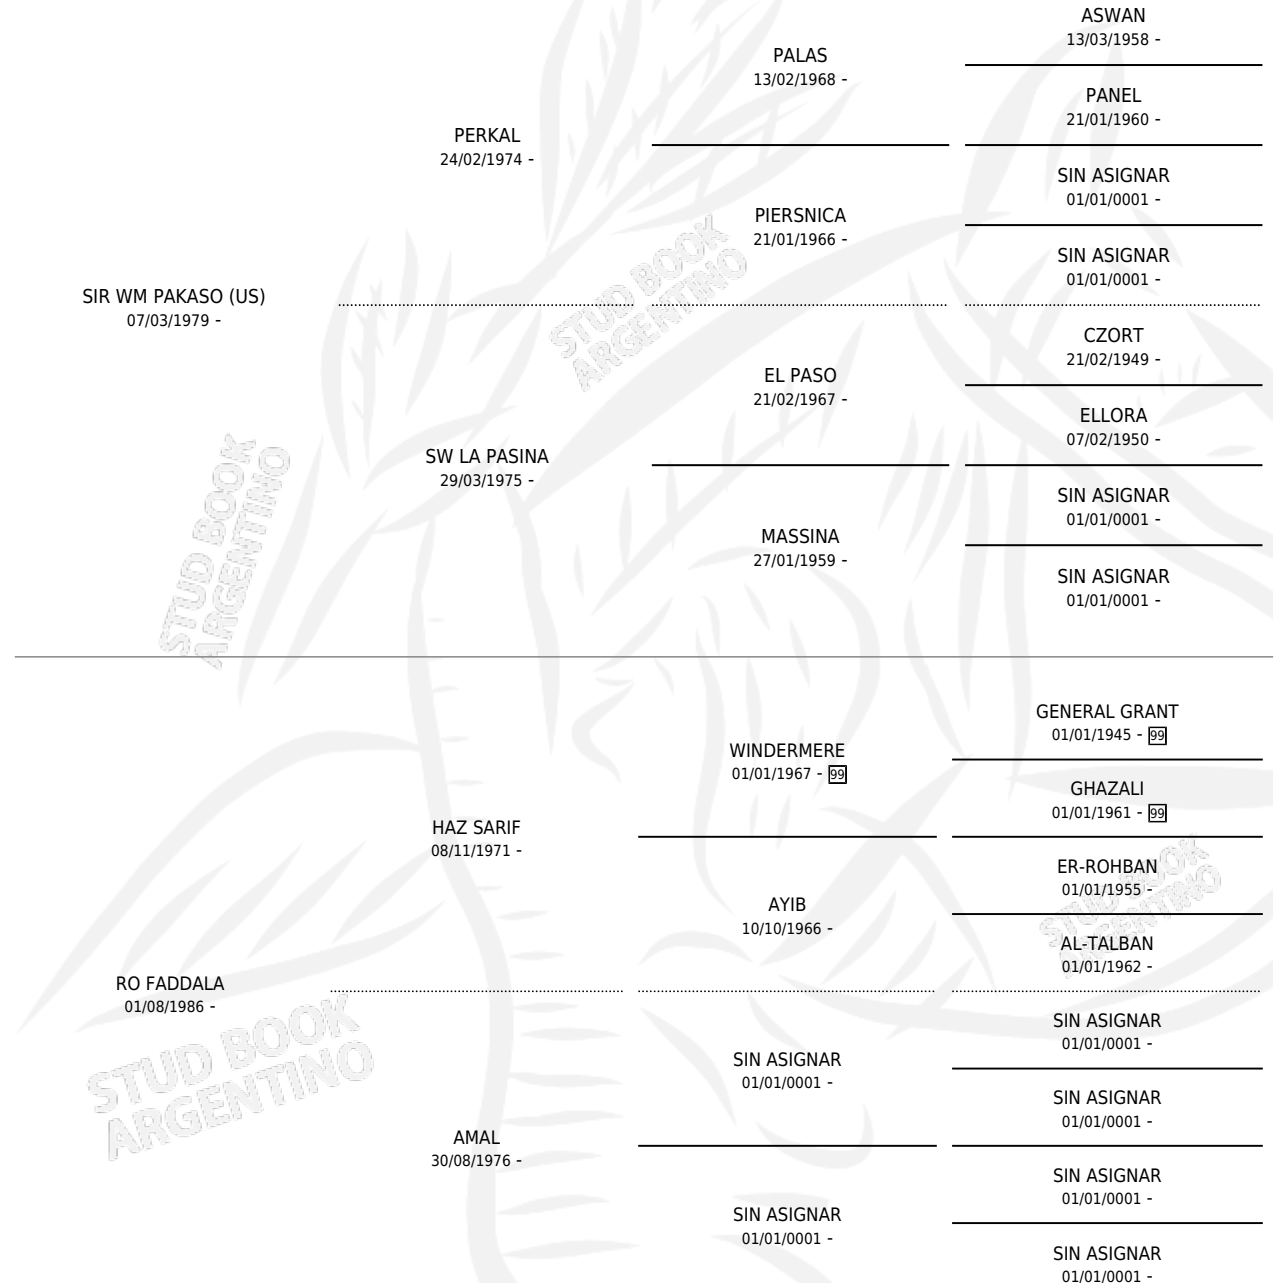 ASWAN
13/03/1958 -
PALAS
13/02/1968 -
PANEL
21/01/1960 -
PERKAL
24/02/1974 -
SIN ASIGNAR
01/01/0001 -
PIERSNICA
21/01/1966 -
SIN ASIGNAR
01/01/0001 -
SIR WM PAKASO (US)
07/03/1979 -
CZORT
21/02/1949 -
EL PASO
21/02/1967 -
ELLORA
07/02/1950 -
SW LA PASINA
29/03/1975 -
SIN ASIGNAR
01/01/0001 -
MASSINA
27/01/1959 -
SIN ASIGNAR
01/01/0001 -
GENERAL GRANT
01/01/1945 - 99
WINDERMERE
01/01/1967 - 99
GHAZALI
01/01/1961 - 99
HAZ SARIF
08/11/1971 -
ER-ROHBAN
01/01/1955 -
AYIB
10/10/1966 -
AL-TALBAN
01/01/1962 -
RO FADDALA
01/08/1986 -
SIN ASIGNAR
01/01/0001 -
SIN ASIGNAR
01/01/0001 -
SIN ASIGNAR
01/01/0001 -
AMAL
30/08/1976 -
SIN ASIGNAR
01/01/0001 -
SIN ASIGNAR
01/01/0001 -
SIN ASIGNAR
01/01/0001 -
STUD BOOK
ARGENTINO
STUD BOOK
ARGENTINO
STUD BOOK
ARGENTINO
STUD BOOK
ARGENTINO